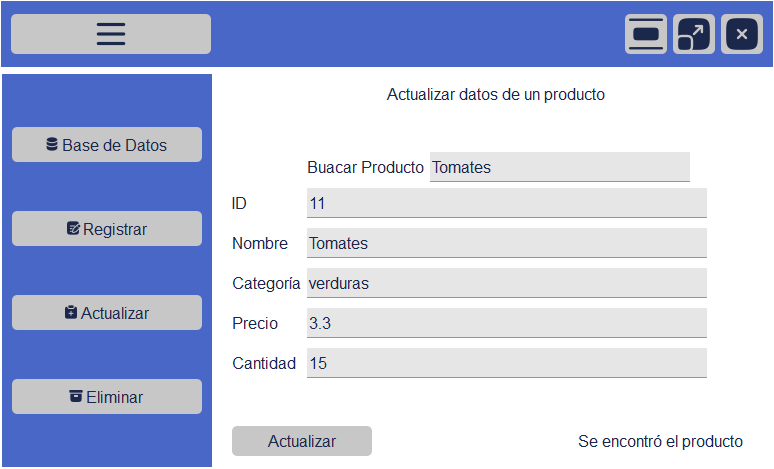 Actualizar datos de un producto
Base de Datos
Registrar
Actualizar
Eliminar
Buacar Producto Tomates
ID 11
Nombre Tomates
Categoría verduras
Precio 3.3
Cantidad 15
Actualizar
Se encontró el producto